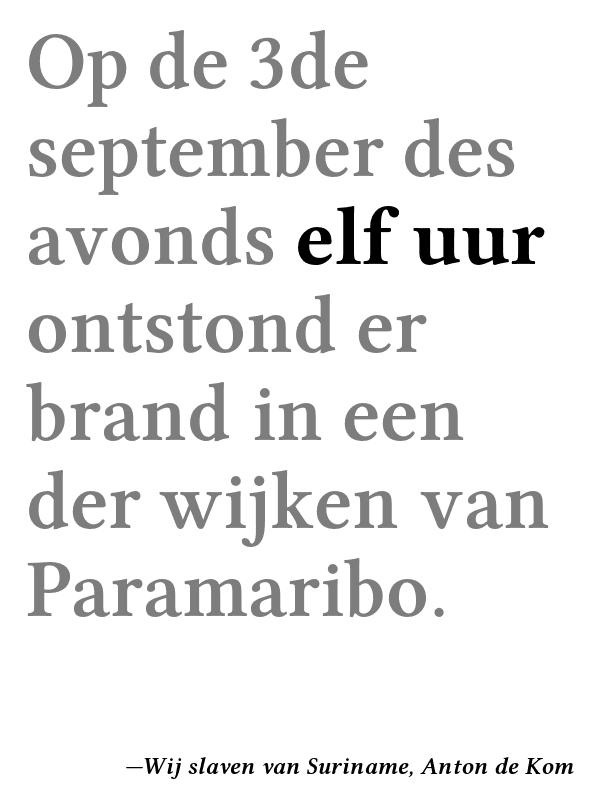 Op de 3de
september des
avonds elf uur
ontstond er
brand in een
der wijken van
Paramaribo.
—Wij slaven van Suriname, Anton de Kom